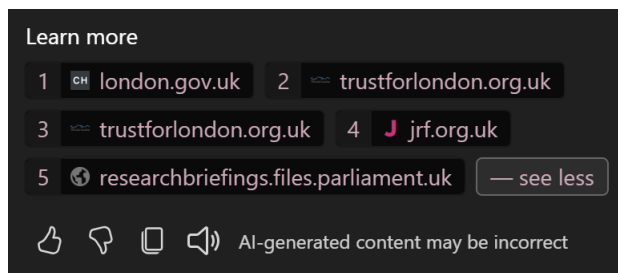 Learn more
1 CH london.gov.uk 2 trustforlondon.org.uk
3 trustforlondon.org.uk 4 J jrf.org.uk
5 researchbriefings.files.parliament.uk — see less
AI-generated content may be incorrect